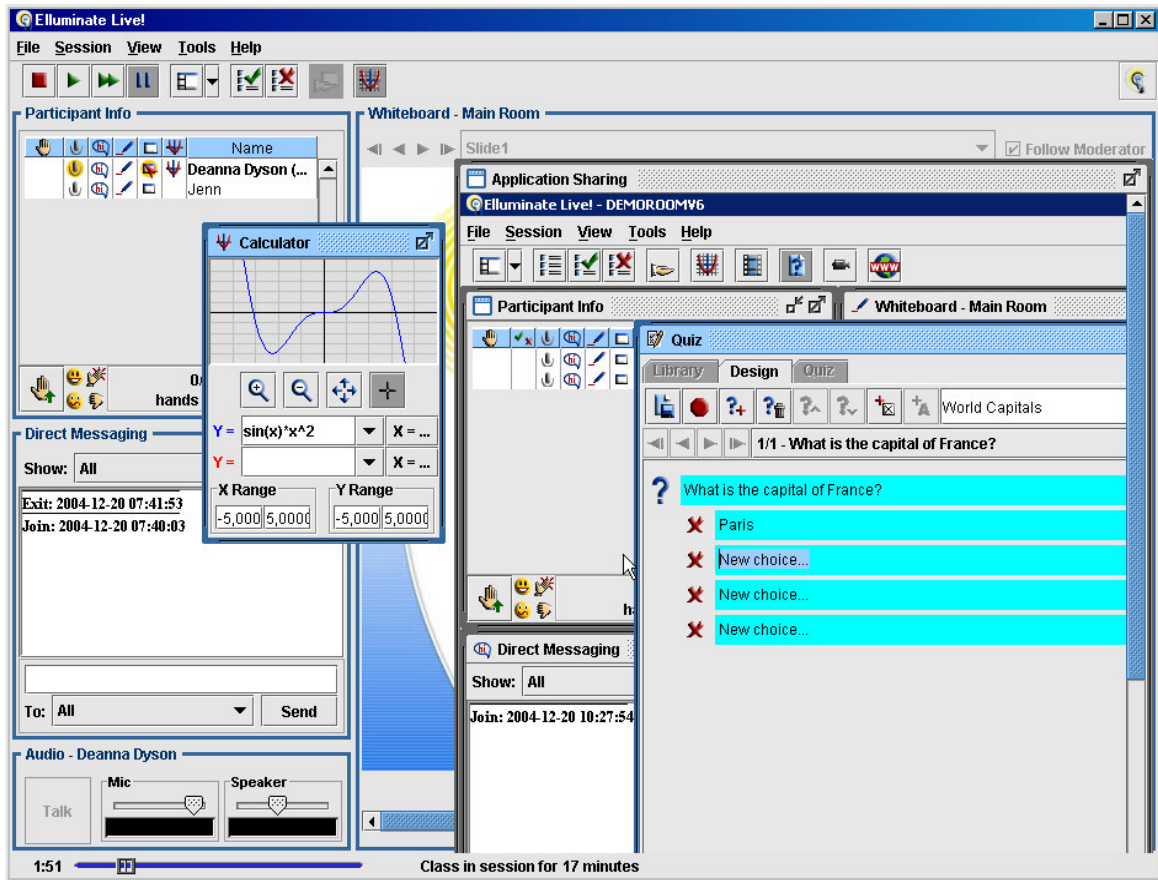 Elluminate Live!
File Session View Tools Help
Participant Info
Name
Deanna Dyson (...
Jenn
hands
Direct Messaging
Show: All
Exit: 2004-12-20 07:41:53
Join: 2004-12-20 07:40:03
To: All Send
Audio - Deanna Dyson
Talk
Mic
Speaker
1:51
Class in session for 17 minutes
Calculator
Y= sin(x)*x^2 X = ...
Y= X = ...
X Range Y Range
-5,000 5,000 -5,000 5,000
Whiteboard - Main Room
Slide1
Follow Moderator
Application Sharing
Elluminate Live! - DEMOROOMV6
File Session View Tools Help
WWW
Participant Info
Direct Messaging
Show: All
Join: 2004-12-20 10:27:54
Whiteboard - Main Room
Quiz
Library Design Quiz
World Capitals
1/1 - What is the capital of France?
What is the capital of France?
Paris
New choice...
New choice...
New choice...